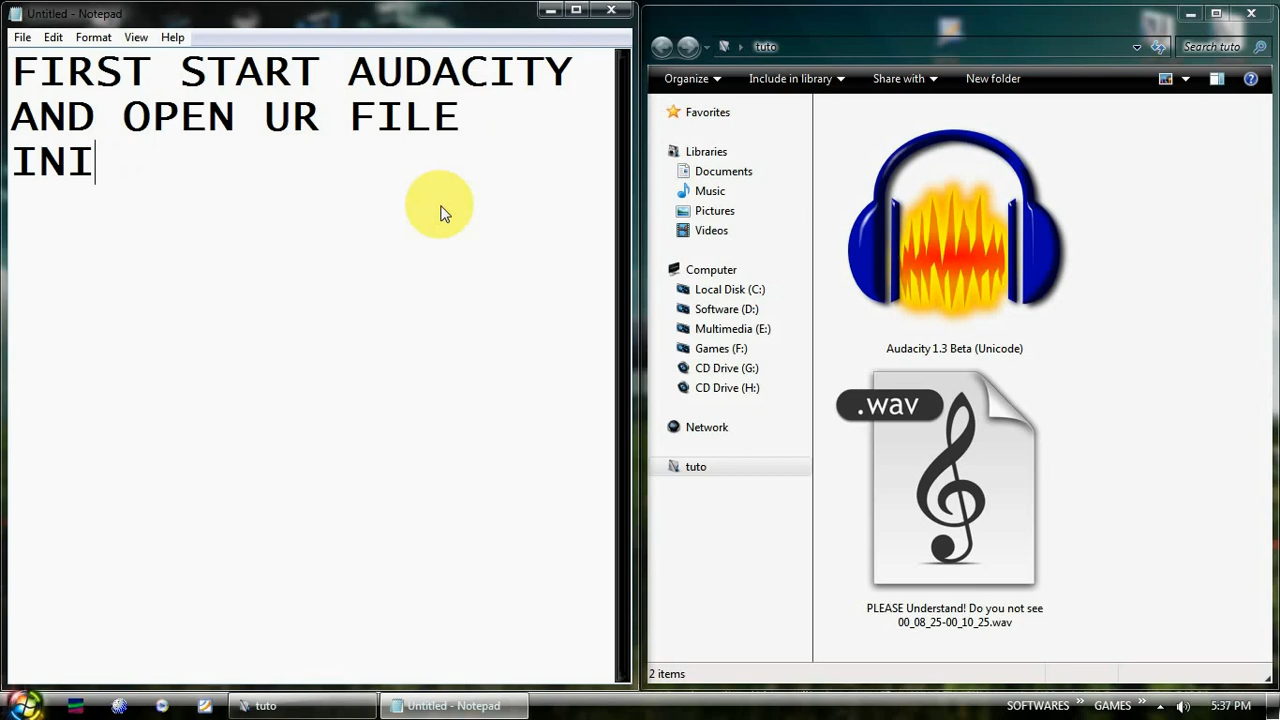 Untitled - Notepad
File Edit Format View Help
FIRST START AUDACITY
AND OPEN UR FILE
INI
tuto
Search tuto
Organize
Include in library
Share with
New folder
Favorites
Libraries
Documents
Music
Pictures
Videos
Computer
Local Disk (C:)
Software (D:)
Multimedia (E:)
Games (F:)
CD Drive (G:)
CD Drive (H:)
Network
tuto
Audacity 1.3 Beta (Unicode)
.wav
PLEASE Understand! Do you not see
00_08_25-00_10_25.wav
2 items
tuto
Untitled - Notepad
SOFTWARES
GAMES
5:37 PM